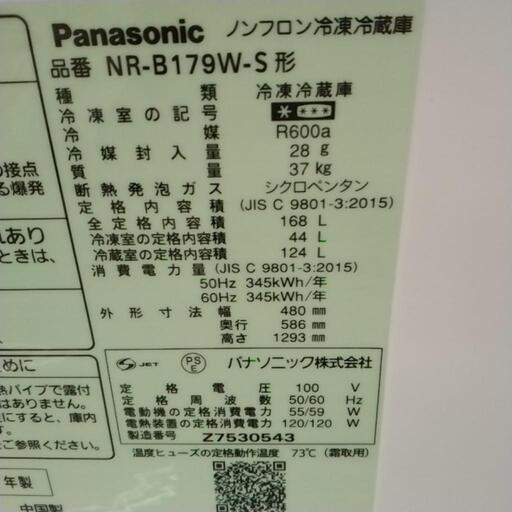 Panasonic ノンフロン冷凍冷蔵庫
品番 NR-B179W-S形
種類 冷凍冷蔵庫
冷凍室の記号
冷媒 R600a
冷媒封入量 28 g
質量 37 kg
断熱発泡ガス シクロペンタン
定格内容積 (JIS C 9801-3:2015)
全定格内容積 168 L
冷凍室の定格内容積 44 L
冷蔵室の定格内容積 124 L
消費電力量 (JIS C 9801-3:2015)
50Hz 345kWh/年
60Hz 345kWh/年
外形寸法 幅 480 mm
奥行 586 mm
高さ 1293 mm
S JET PSE パナソニック株式会社
定格電圧 100 V
定格周波数 50/60 Hz
電動機の定格消費電力 55/59 W
電熱装置の定格消費電力 120/120 W
製造番号 Z7530543
温度ヒューズの定格動作温度 73℃ (霜取用)
の接点
る爆発
れあり
ときは、
めに
熱パイプで露付
はありません。
にすると、庫内
ご参照ください。
年製
中国製